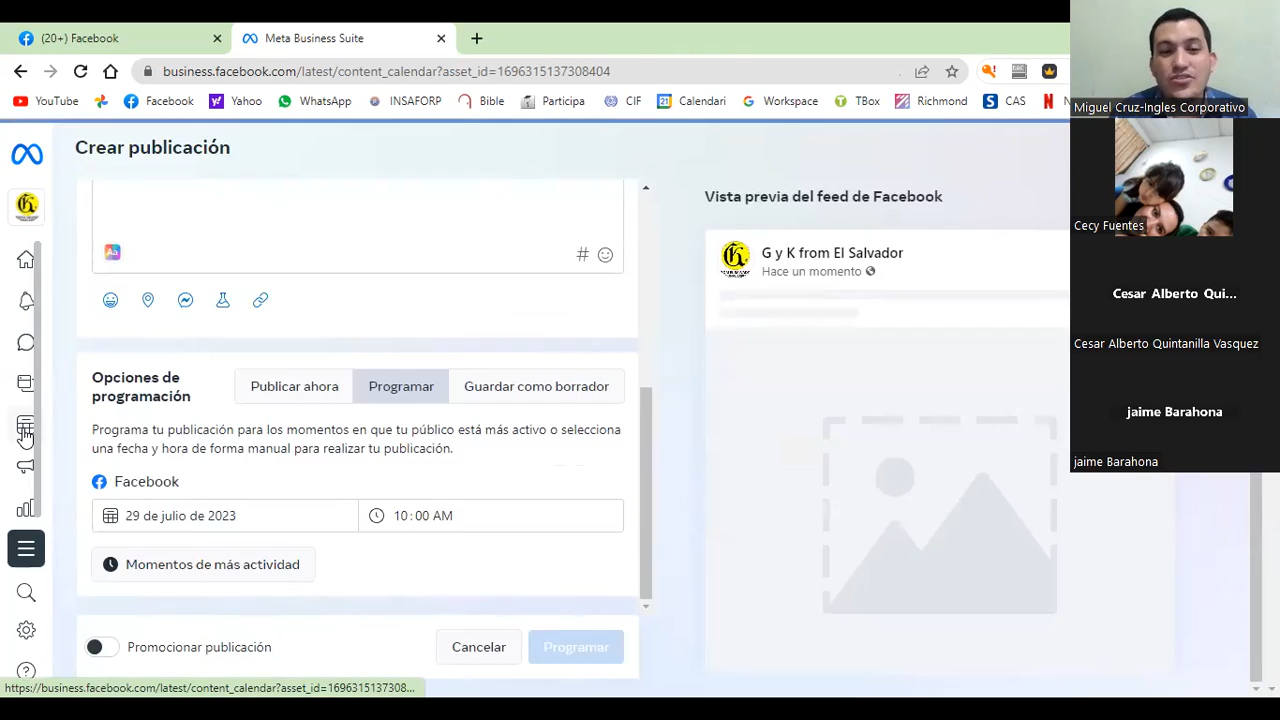 (20+) Facebook
Meta Business Suite
business.facebook.com/latest/content_calendar?asset_id=1696315137308404
YouTube
Facebook
Yahoo
WhatsApp
INSAFORP
Bible
Participa
CIF
Calendari
Workspace
TBox
Richmond
CAS
Miguel Cruz-Ingles Corporativo
Crear publicación
Vista previa del feed de Facebook
Cecy Fuentes
G y K from El Salvador
Hace un momento
Cesar Alberto Qui...
Cesar Alberto Quintanilla Vasquez
Opciones de
programación
Publicar ahora
Programar
Guardar como borrador
jaime Barahona
jaime Barahona
Programa tu publicación para los momentos en que tu público está más activo o selecciona
una fecha y hora de forma manual para realizar tu publicación.
Facebook
29 de julio de 2023
10:00 AM
Momentos de más actividad
Promocionar publicación
Cancelar
Programar
https://business.facebook.com/latest/content_calendar?asset_id=1696315137308...